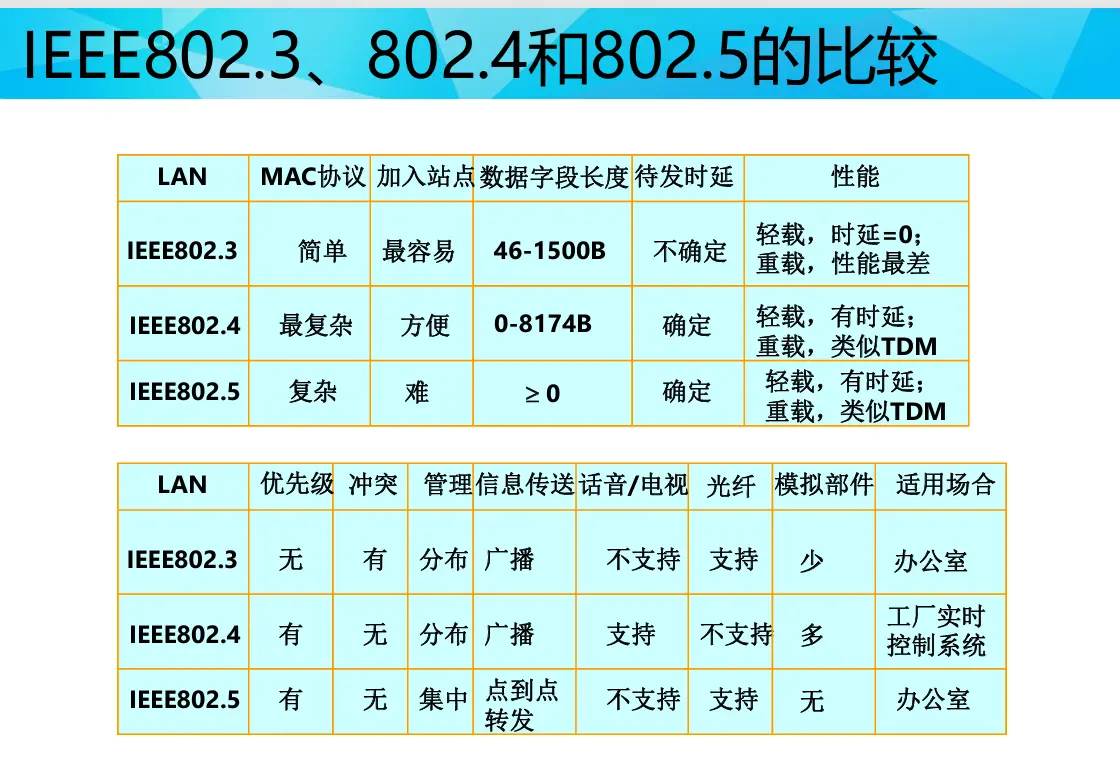 IEEE802.3、802.4和802.5的比较
LAN MAC协议 加入站点 数据字段长度 待发时延 性能
IEEE802.3 简单 最容易 46-1500B 不确定 轻载，时延=0；
重载，性能最差
IEEE802.4 最复杂 方便 0-8174B 确定 轻载，有时延；
重载，类似TDM
IEEE802.5 复杂 难 ≥0 确定 轻载，有时延；
重载，类似TDM
LAN 优先级 冲突 管理 信息传送 话音/电视 光纤 模拟部件 适用场合
IEEE802.3 无 有 分布 广播 不支持 支持 少 办公室
IEEE802.4 有 无 分布 广播 支持 不支持 多 工厂实时
控制系统
IEEE802.5 有 无 集中 点到点 不支持 支持 无 办公室
转发